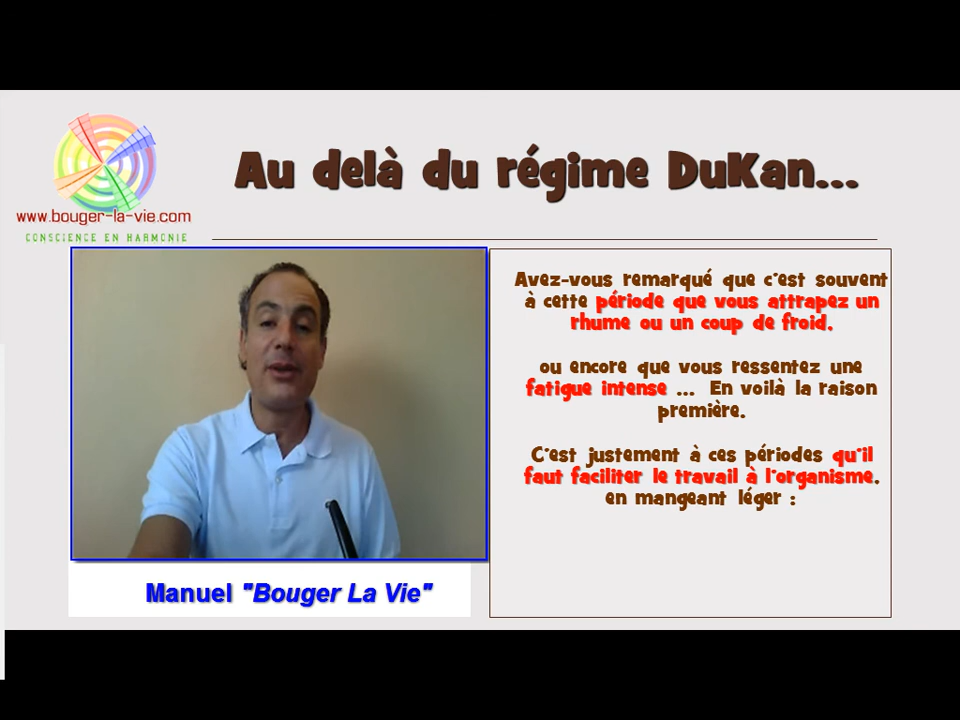 Au delà du régime DuKan...
www.bouger-la-vie.com
CONSCIENCE EN HARMONIE
Avez-vous remarqué que c'est souvent
à cette période que vous attrapez un
rhume ou un coup de froid,
ou encore que vous ressentez une
fatigue intense ... En voilà la raison
première.
C'est justement à ces périodes qu'il
faut faciliter le travail à l'organisme.
en mangeant léger :
Manuel "Bouger La Vie"